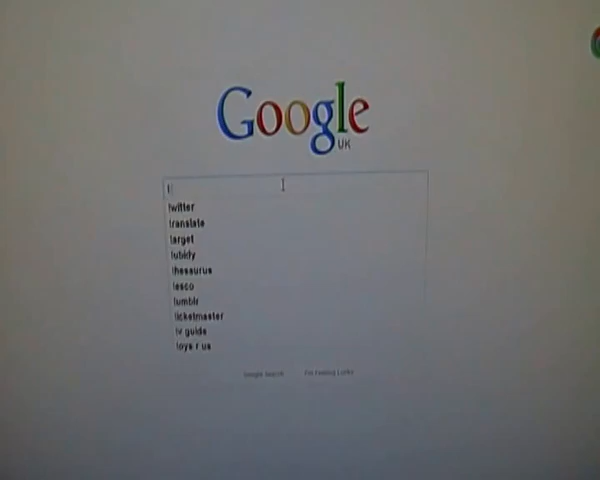 Google
UK
t
twitter
translate
target
tubidy
thesaurus
tesco
tumblr
ticketmaster
tv guide
toys r us
Google Search
I'm Feeling Lucky